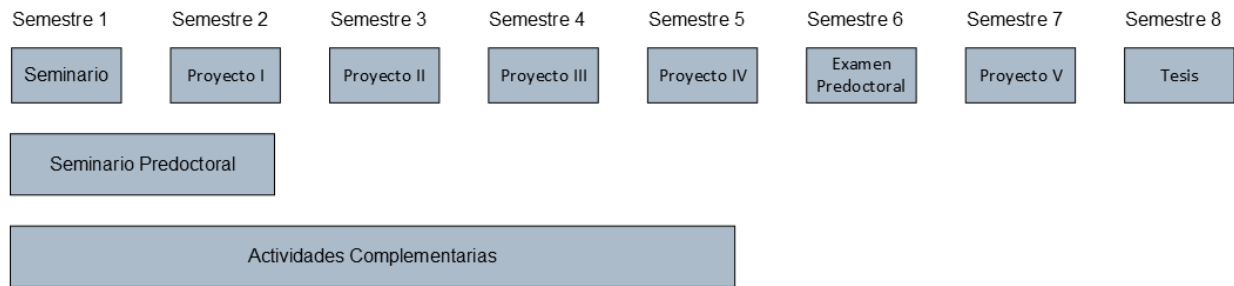 Semestre 1 Semestre 2 Semestre 3 Semestre 4 Semestre 5 Semestre 6 Semestre 7 Semestre 8
Seminario Proyecto I Proyecto II Proyecto III Proyecto IV Examen Predoctoral Proyecto V Tesis
Seminario Predoctoral
Actividades Complementarias